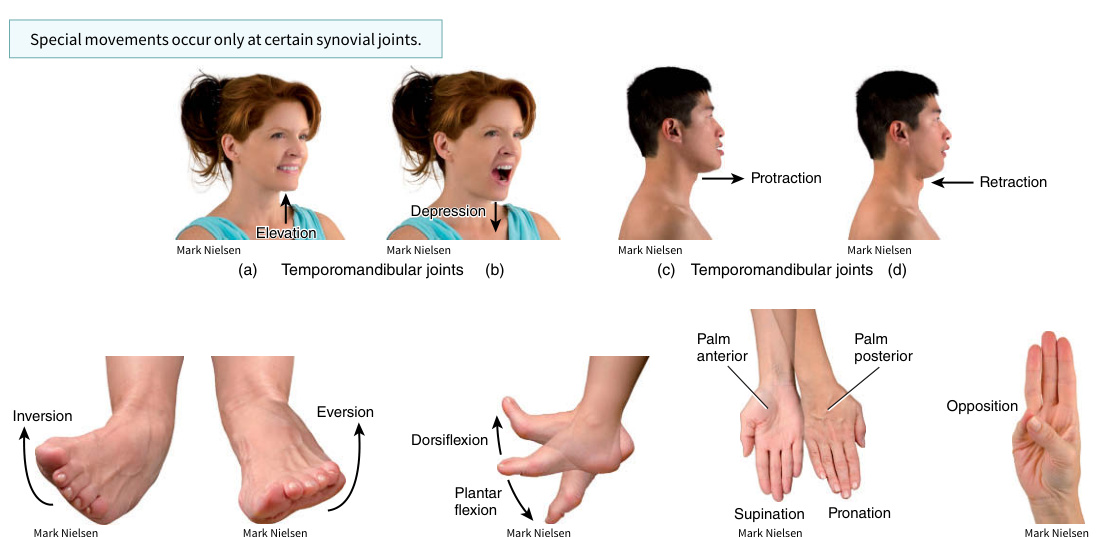 Special movements occur only at certain synovial joints.
Elevation
Depression
Protraction
Retraction
Mark Nielsen
Mark Nielsen
Mark Nielsen
Mark Nielsen
(a) Temporomandibular joints (b)
(c) Temporomandibular joints (d)
Inversion
Eversion
Dorsiflexion
Plantar
flexion
Palm
anterior
Palm
posterior
Opposition
Supination
Pronation
Mark Nielsen
Mark Nielsen
Mark Nielsen
Mark Nielsen
Mark Nielsen